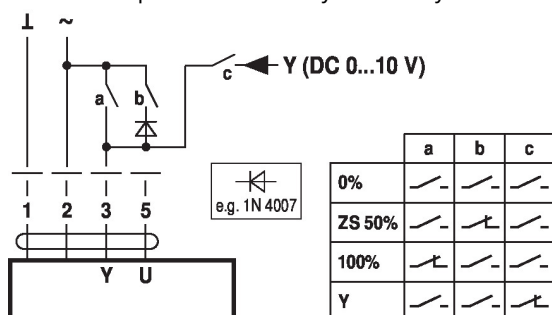 ⊥ ~
a b c Y (DC 0...10 V)
1 2 3 5
Y U
e.g. 1N 4007
a b c
0%
ZS 50%
100%
Y